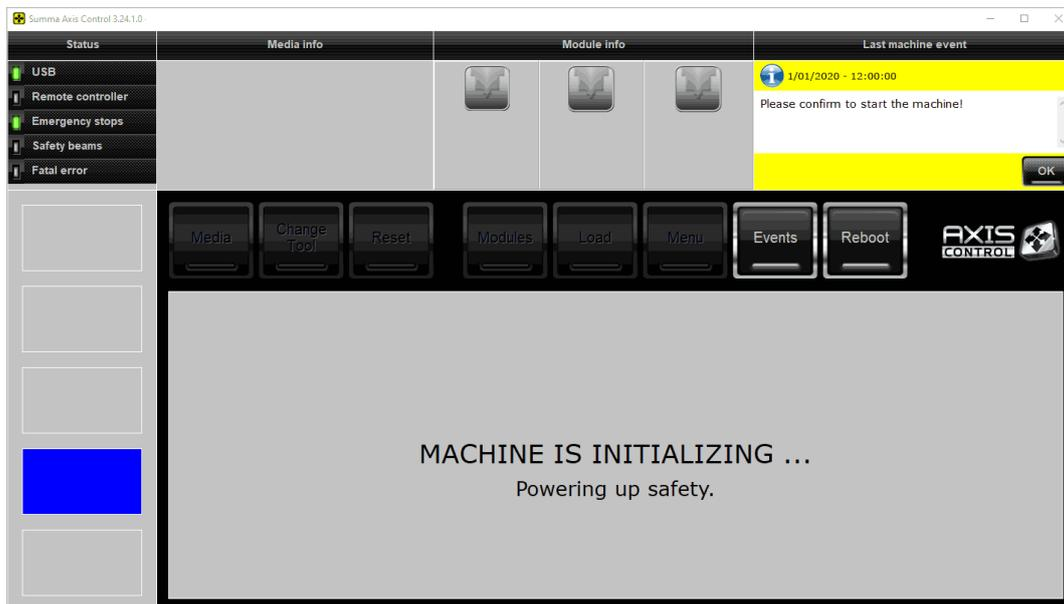 Summa Axis Control 3.24.1.0
Status
Media info
Module info
Last machine event
USB
Remote controller
Emergency stops
Safety beams
Fatal error
1/01/2020 - 12:00:00
Please confirm to start the machine!
OK
Media
Change
Tool
Reset
Modules
Load
Menu
Events
Reboot
AXIS
CONTROL
MACHINE IS INITIALIZING ...
Powering up safety.